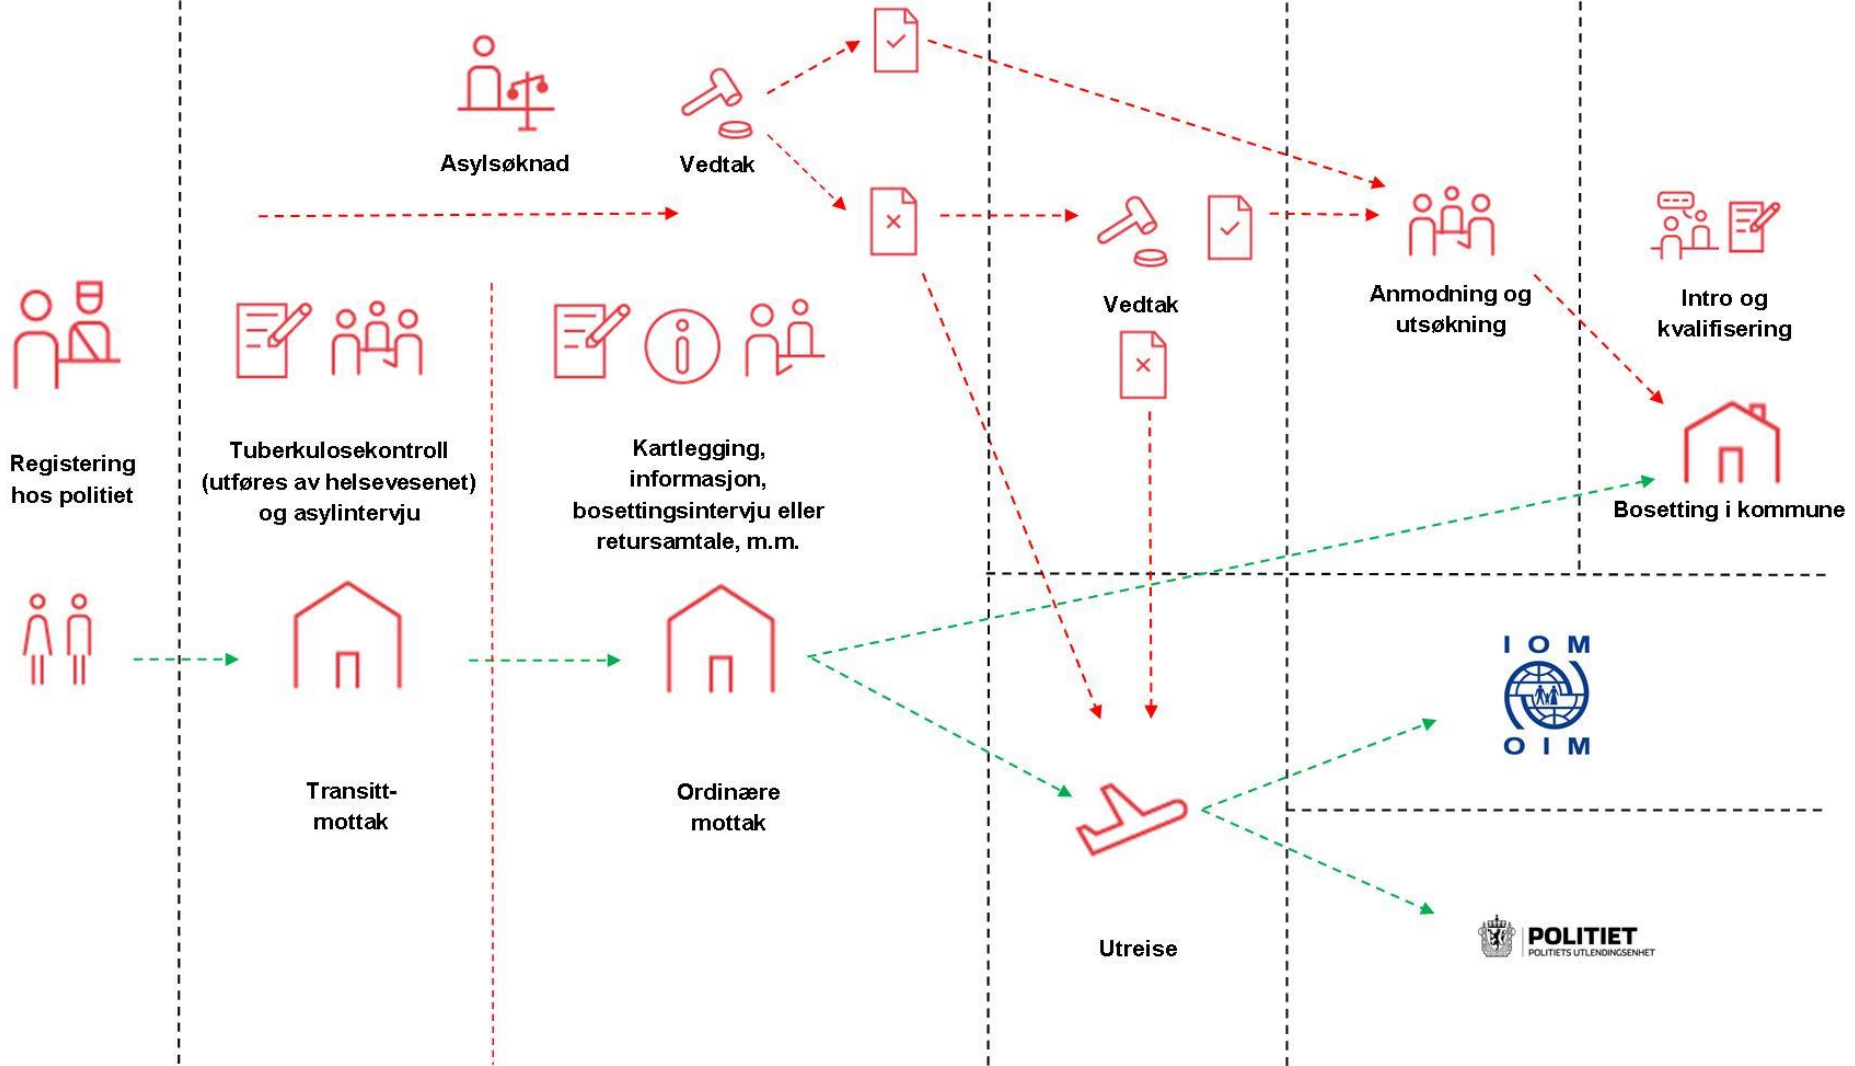 Asylsøknad
Vedtak
Vedtak
Anmodning og
utsøkning
Intro og
kvalifisering
Registering
hos politiet
Tuberkulosekontroll
(utføres av helsevesenet)
og asylintervju
Kartlegging,
informasjon,
bosettingsintervju eller
retursamtale, m.m.
Bosetting i kommune
Transitt-
mottak
Ordinære
mottak
Utreise
IOM
OIM
POLITIET
POLITIETS UTLENDINGSENHET